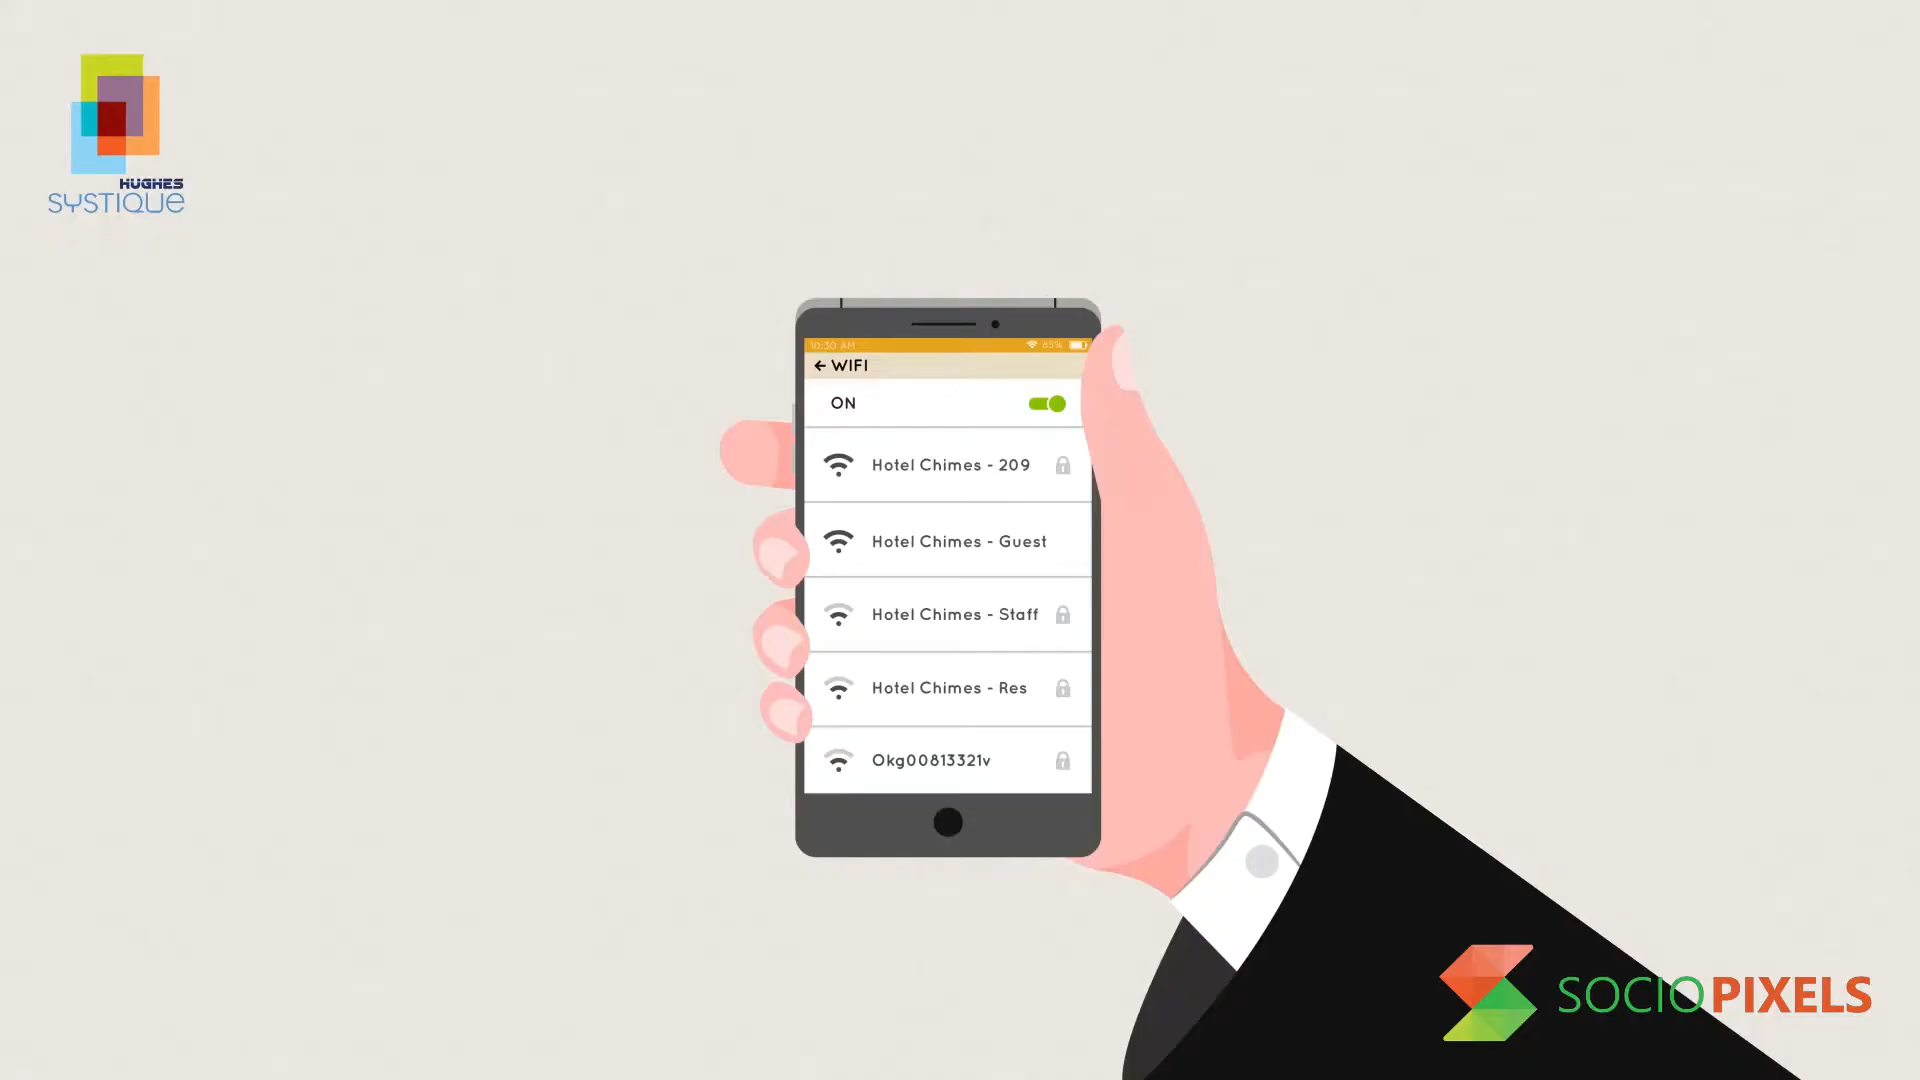 HUGHES
SYSTIQUE
10:30 AM
85%
WIFI
ON
Hotel Chimes - 209
Hotel Chimes - Guest
Hotel Chimes - Staff
Hotel Chimes - Res
Okg00813321v
SOCIOPIXELS